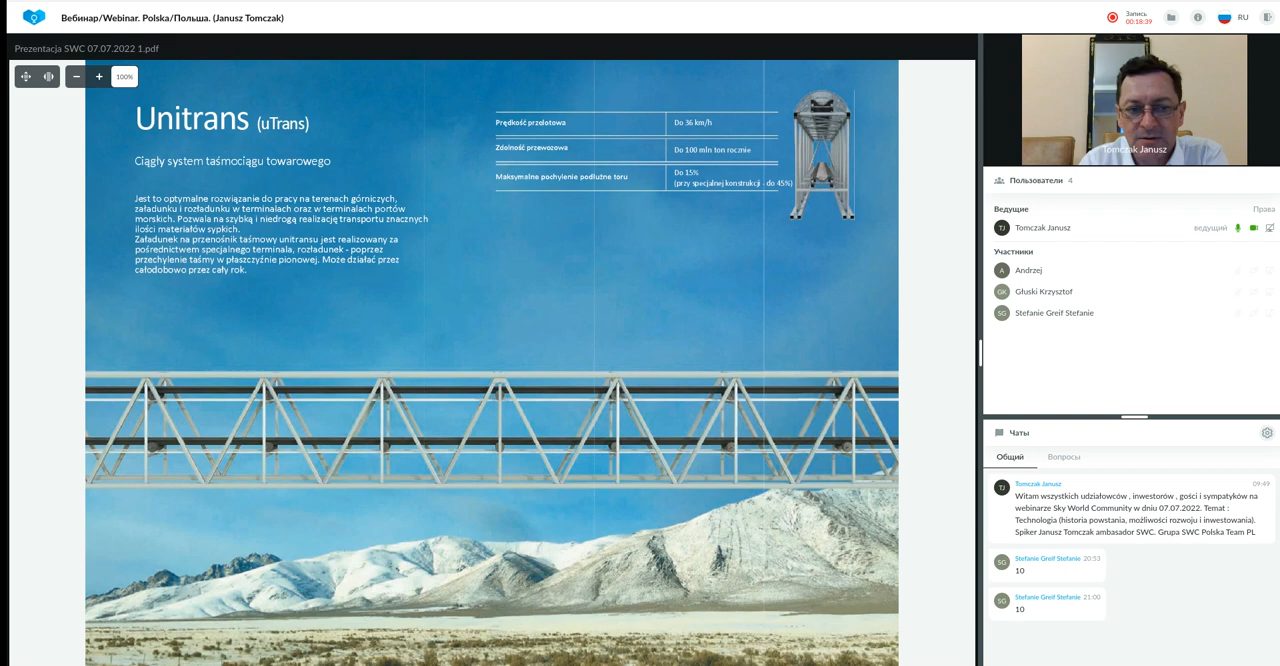 Вебинар/Webinar. Polska/Польша. (Janusz Tomczak)
Запись
00:18:39
RU
Prezentacja SWC 07.07.2022 1.pdf
100%
Unitrans (uTrans)
Ciągły system taśmociągu towarowego
Jest to optymalne rozwiązanie do pracy na terenach górniczych,
załadunku i rozładunku w terminalach oraz w terminalach portów
morskich. Pozwala na szybką i niedrogą realizację transportu znacznych
ilości materiałów sypkich.
Załadunek na przenośnik taśmowy unitransu jest realizowany za
pośrednictwem specjalnego terminala, rozładunek - poprzez
przechylenie taśmy w płaszczyźnie pionowej. Może działać przez
całodobowo przez cały rok.
Prędkość przelotowa
Do 36 km/h
Zdolność przewozowa
Do 100 mln ton rocznie
Maksymalne pochylenie podłużne toru
Do 15%
(przy specjalnej konstrukcji - do 45%)
Tomczak Janusz
Пользователи 4
Ведущие Права
TJ Tomczak Janusz ведущий
Участники
A Andrzej
GK Głuski Krzysztof
SG Stefanie Greif Stefanie
Чаты
Общий Вопросы
TJ Tomczak Janusz 09:49
Witam wszystkich udziałowców , inwestorów , gości i sympatyków na
webinarze Sky World Community w dniu 07.07.2022. Temat :
Technologia (historia powstania, możliwości rozwoju i inwestowania).
Spiker Janusz Tomczak ambasador SWC. Grupa SWC Polska Team PL
SG Stefanie Greif Stefanie 20:53
10
SG Stefanie Greif Stefanie 21:00
10